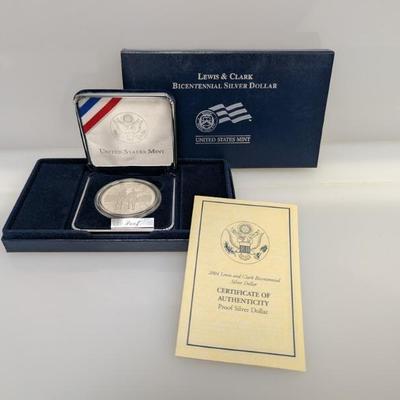 LEWIS & CLARK
BICENTENNIAL SILVER DOLLAR
UNITED STATES MINT
UNITED STATES MINT
Proof
2004 Lewis and Clark Bicentennial
Silver Dollar
CERTIFICATE OF
AUTHENTICITY
Proof Silver Dollar